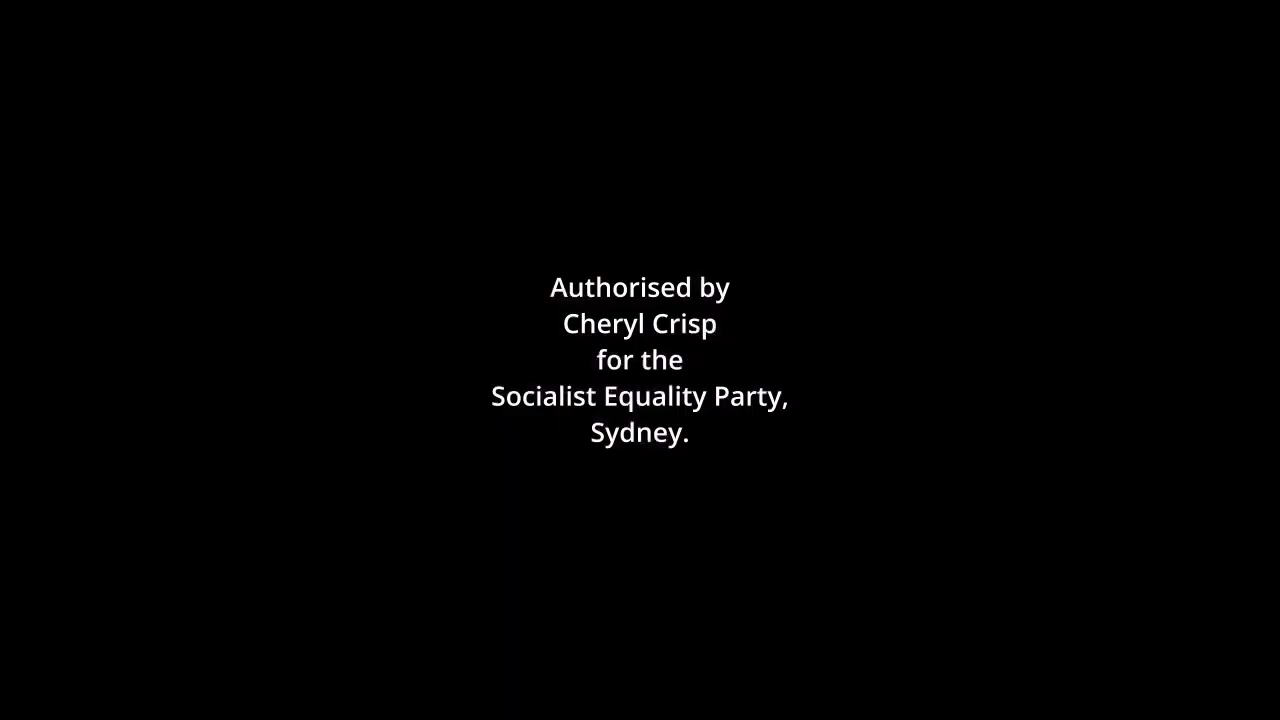 Authorised by
Cheryl Crisp
for the
Socialist Equality Party,
Sydney.